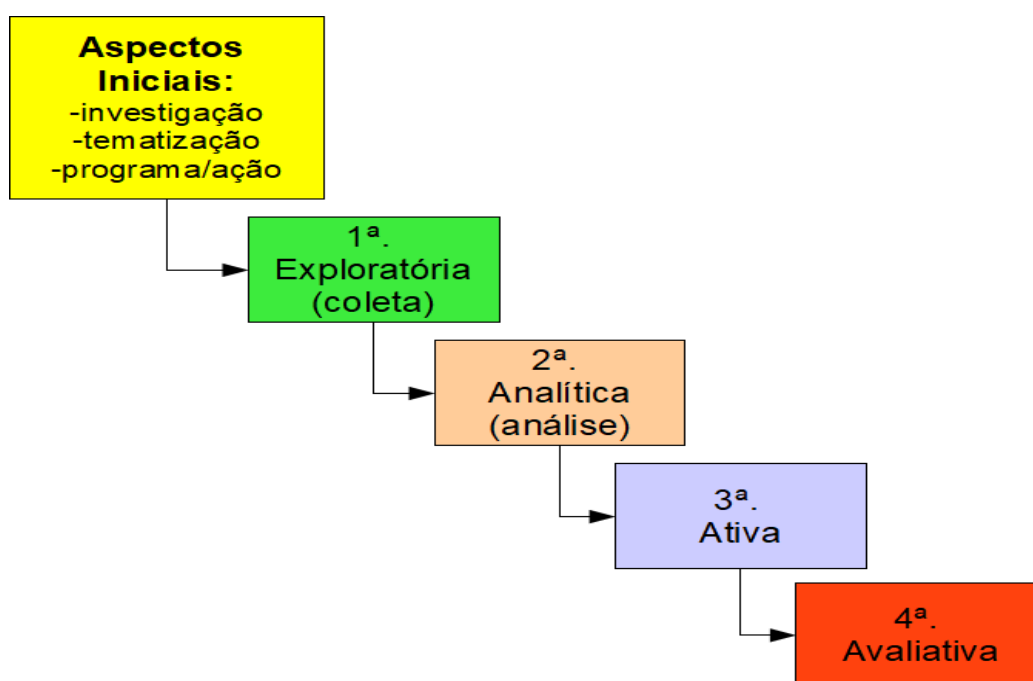 Aspectos
Iniciais:
-investigação
-tematização
-programa/ação
1ª.
Exploratória
(coleta)
2ª.
Analítica
(análise)
3ª.
Ativa
4ª.
Avaliativa